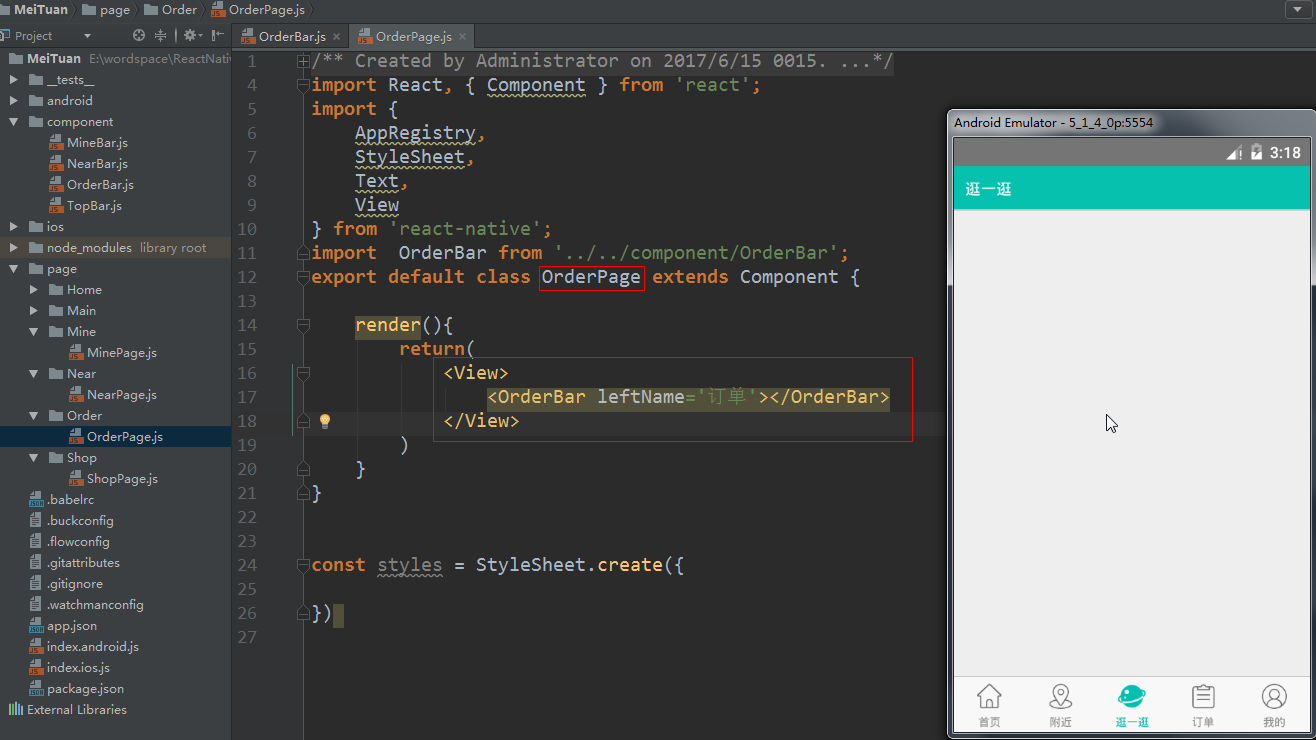 MeiTuan page Order OrderPage.js
Project
OrderBar.js
OrderPage.js
MeiTuan E:\wordspace\ReactNati
__tests__
android
component
MineBar.js
NearBar.js
OrderBar.js
TopBar.js
ios
node_modules library root
page
Home
Main
Mine
MinePage.js
Near
NearPage.js
Order
OrderPage.js
Shop
ShopPage.js
.babelrc
.buckconfig
.flowconfig
.gitattributes
.gitignore
.watchmanconfig
app.json
index.android.js
index.ios.js
package.json
External Libraries
1 /** Created by Administrator on 2017/6/15 0015. ...*/
4 import React, { Component } from 'react';
5 import {
6 AppRegistry,
7 StyleSheet,
8 Text,
9 View
10 } from 'react-native';
11 import  OrderBar from '../../component/OrderBar';
12 export default class OrderPage extends Component {
13
14 render(){
15 return(
16 <View>
17 <OrderBar leftName='订单'></OrderBar>
18 </View>
19 )
20 }
21 }
22
23
24 const styles = StyleSheet.create({
25
26 })
27
Android Emulator - 5_1_4_0p:5554
3:18
逛一逛
首页
附近
逛一逛
订单
我的